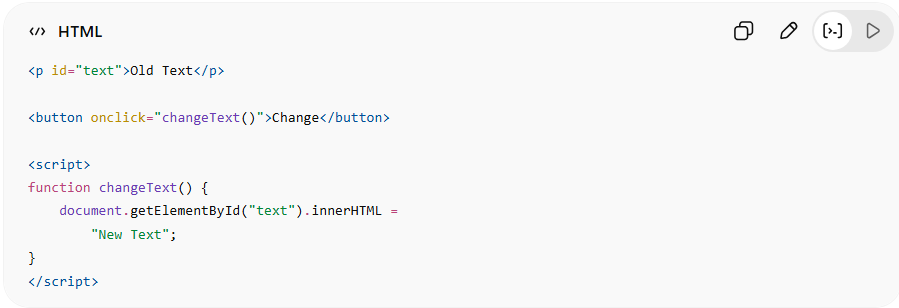 HTML
<p id="text">Old Text</p>
<button onclick="changeText()">Change</button>
<script>
function changeText() {
    document.getElementById("text").innerHTML =
        "New Text";
}
</script>